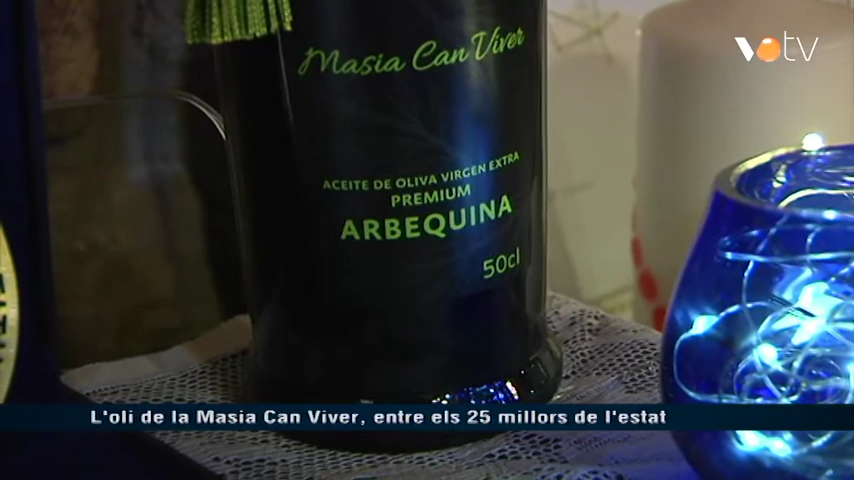 votv
Masia Can Viver
ACEITE DE OLIVA VIRGEN EXTRA
PREMIUM
ARBEQUINA
50cl
L'oli de la Masia Can Viver, entre els 25 millors de l'estat